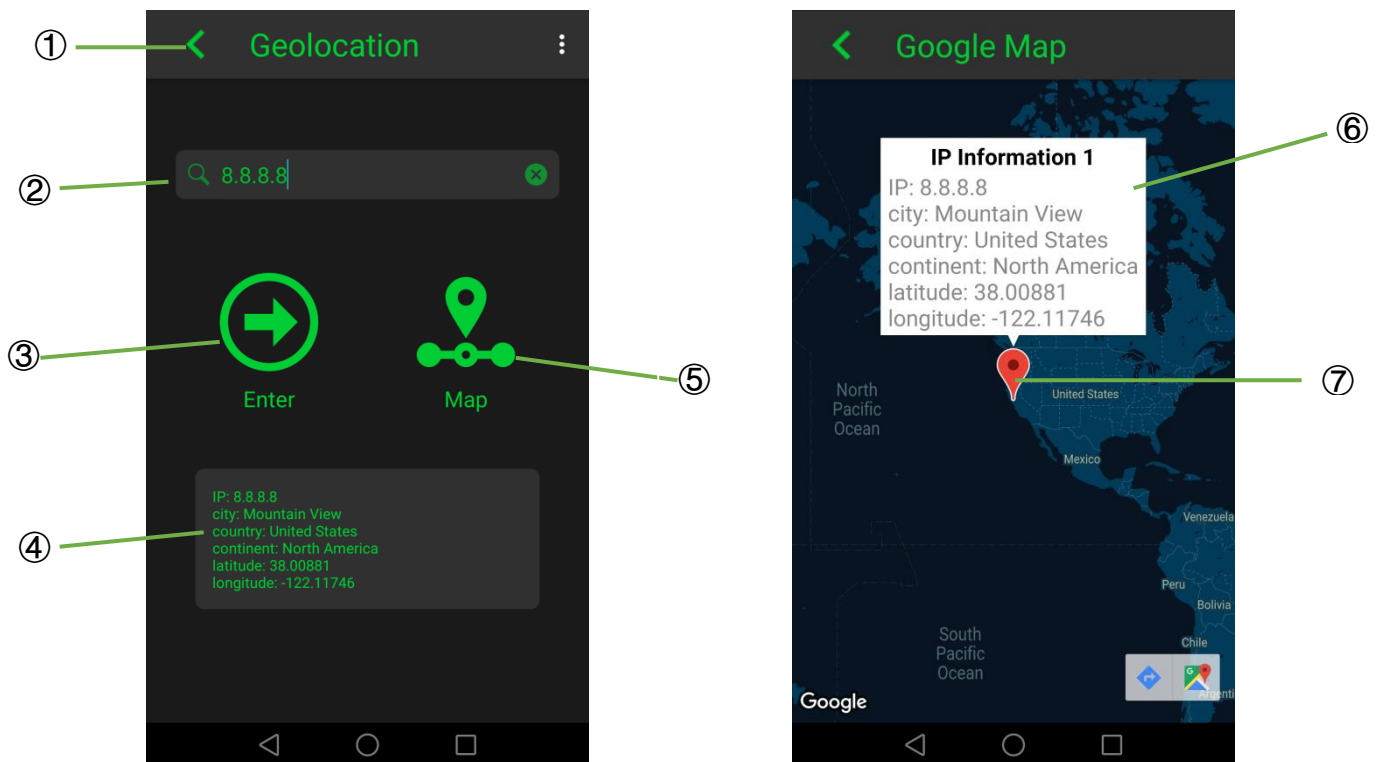 ①
Geolocation
②
8.8.8.8
③
Enter
Map
⑤
④
IP: 8.8.8.8
city: Mountain View
country: United States
continent: North America
latitude: 38.00881
longitude: -122.11746
Google Map
⑥
IP Information 1
IP: 8.8.8.8
city: Mountain View
country: United States
continent: North America
latitude: 38.00881
longitude: -122.11746
⑦
North
Pacific
Ocean
United States
Mexico
Venezuela
Peru
Bolivia
South
Pacific
Ocean
Chile
G
Argenti
Google